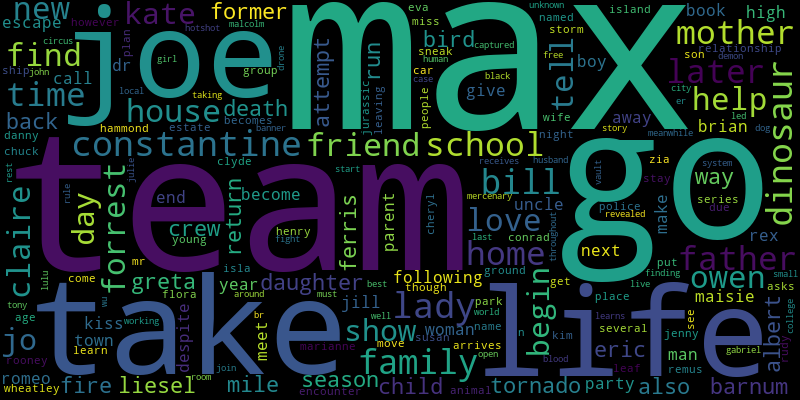 new
escape
however
kate
former
hotshot
circus
joe
max
eva
miss
unknown
island
named
storm
book
high
malcolm
plan
find
girl
group
drone
attempt
bird
sneak
captured
human
tell
boy
mother
relationship
son
demon
ship
john
dr
call
time
local
taking
house
death
run
jurassic
leaving
car
people
case
black
give
free
wife
away
later
city
er
help
led
dog
back
hammond
estate
becomes
banner
danny
chuck
constantine
friend
school
night
story
meanwhile
brian
dinosaur
rest
rule
julie
clyde
start
receives
husband
zia
system
way
series
due
stay
team
go
claire
day
forrest
end
crew
young
return
become
henry
fight
ferris
parent
cheryl
mercenary
bill
love
uncle
last
conrad
home
throughout
vault
police
revealed
make
next
father
rex
tony
lulu
come
mr
greta
flora
isla
year
daughter
following
though
ground
get
put
finding
owen
live
small
asks
maisie
take
life
age
jo
kiss
town
learn
working
wm
despite
around
br
meet
must
best
well
jill
show
marianne
move
susan
lady
woman
park
world
name
arrives
open
n
begin
place
kim
blood
learns
eric
several
see
jenny
man
leaf
remus
gabriel
rudy
college
albert
rooney
romeo
wheatley
fire
liesel
room
join
mile
season
encounter
family
child
animal
tornado
party
also
barnum